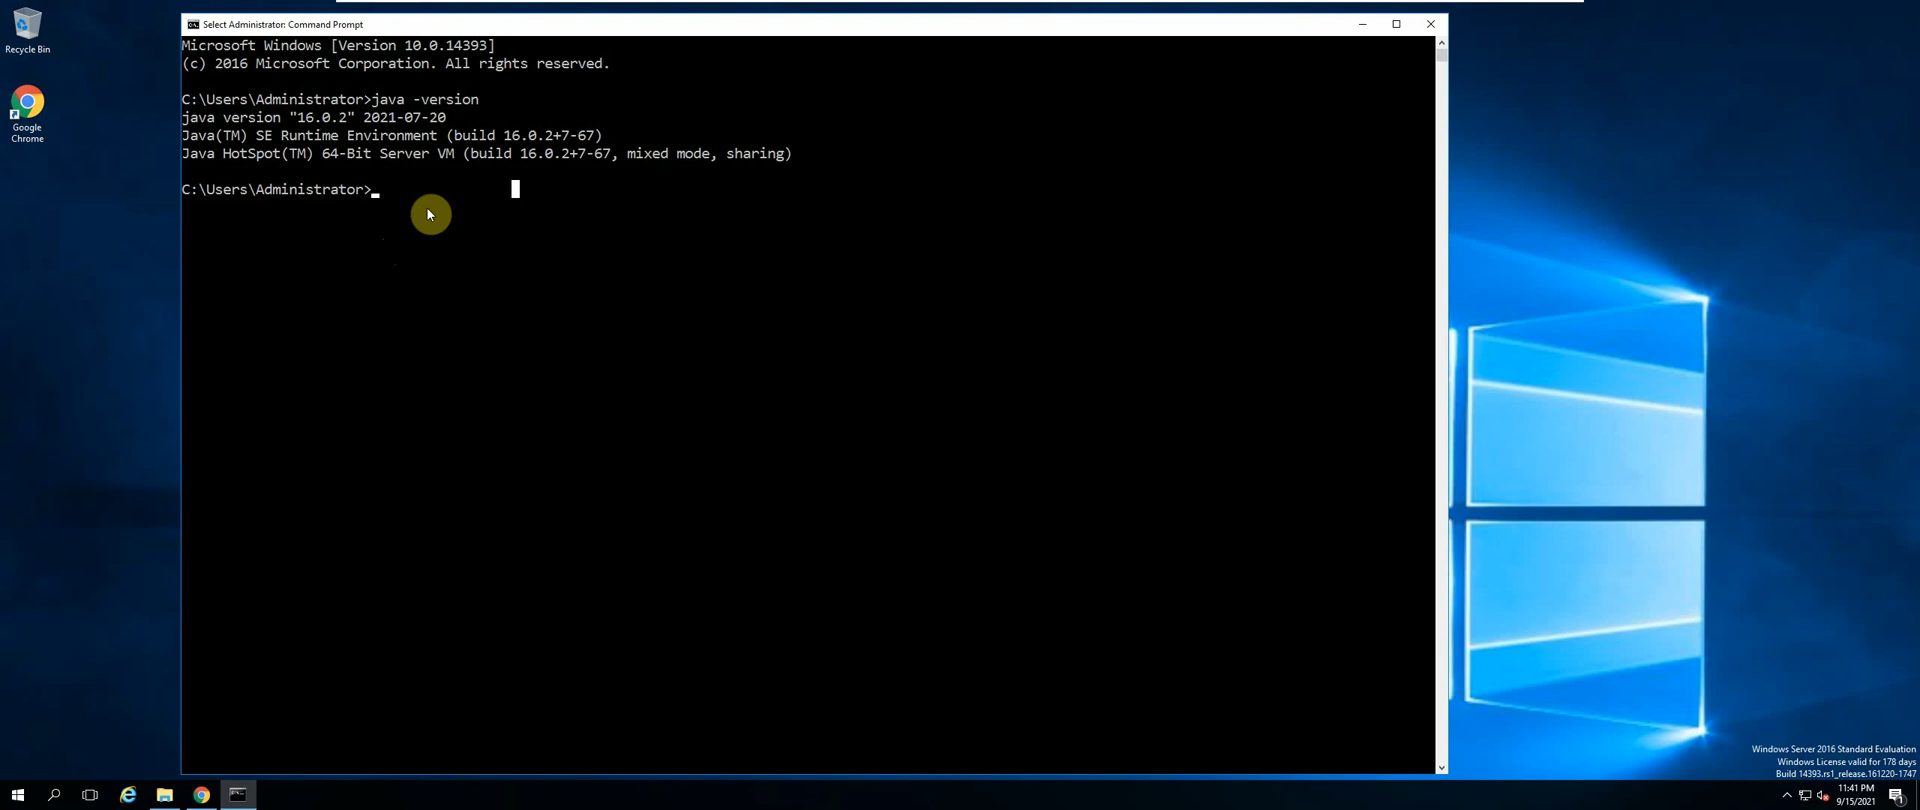 Recycle Bin
Google
Chrome
Select Administrator: Command Prompt
Microsoft Windows [Version 10.0.14393]
(c) 2016 Microsoft Corporation. All rights reserved.
C:\Users\Administrator>java -version
java version "16.0.2" 2021-07-20
Java(TM) SE Runtime Environment (build 16.0.2+7-67)
Java HotSpot(TM) 64-Bit Server VM (build 16.0.2+7-67, mixed mode, sharing)
C:\Users\Administrator>_
Windows Server 2016 Standard Evaluation
Windows License valid for 178 days
Build 14393.rs1_release.161220-1747
11:41 PM
9/15/2021
1